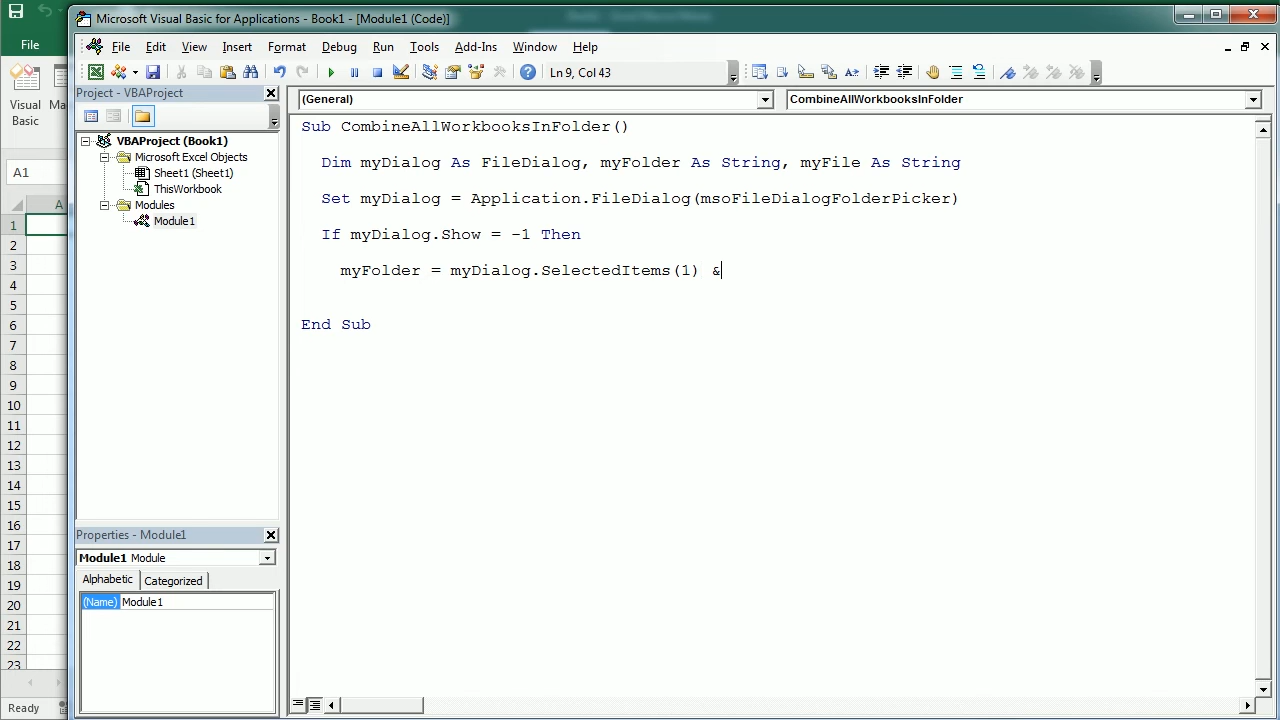 Microsoft Visual Basic for Applications - Book1 - [Module1 (Code)]
File
File Edit View Insert Format Debug Run Tools Add-Ins Window Help
Ln 9, Col 43
Visual
Basic
Ma
Project - VBAProject
(General)
CombineAllWorkbooksInFolder
VBAProject (Book1)
Microsoft Excel Objects
Sheet1 (Sheet1)
ThisWorkbook
Modules
Module1
A1
A
1
2
3
4
5
6
7
8
9
10
11
12
13
14
15
16
17
18
19
20
21
22
23
Sub CombineAllWorkbooksInFolder()
Dim myDialog As FileDialog, myFolder As String, myFile As String
Set myDialog = Application.FileDialog(msoFileDialogFolderPicker)
If myDialog.Show = -1 Then
myFolder = myDialog.SelectedItems(1) &
End Sub
Properties - Module1
Module1 Module
Alphabetic Categorized
(Name) Module1
Ready